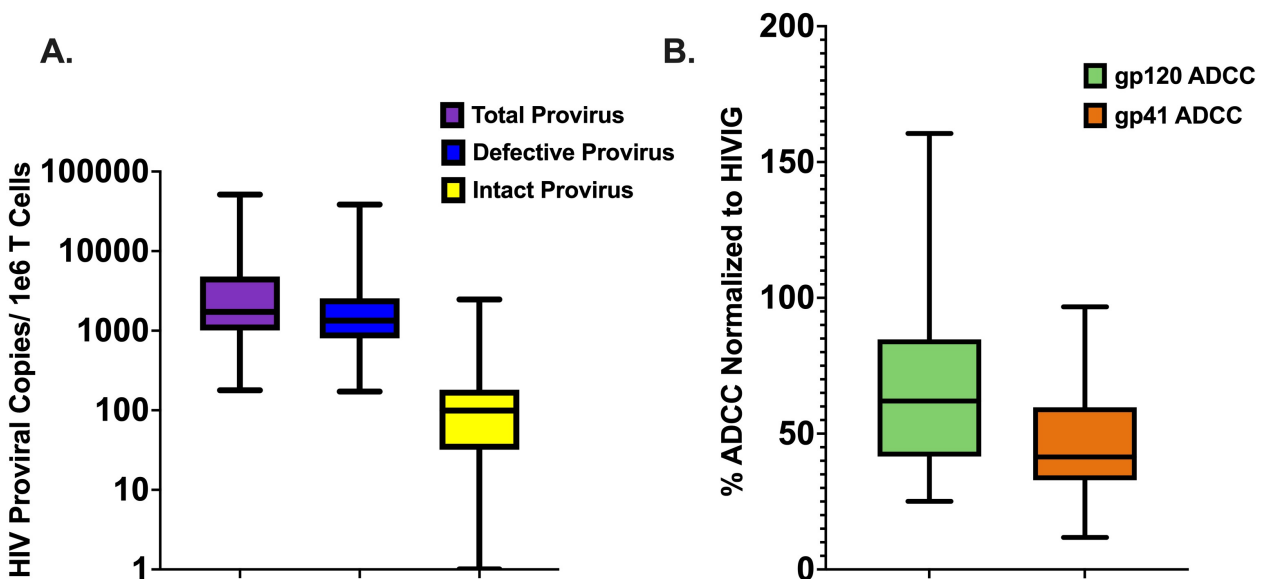 A.
HIV Proviral Copies/ 1e6 T Cells
100000
10000
1000
100
10
1
Total Provirus
Defective Provirus
Intact Provirus
B.
% ADCC Normalized to HIVIG
200
150
100
50
0
gp120 ADCC
gp41 ADCC